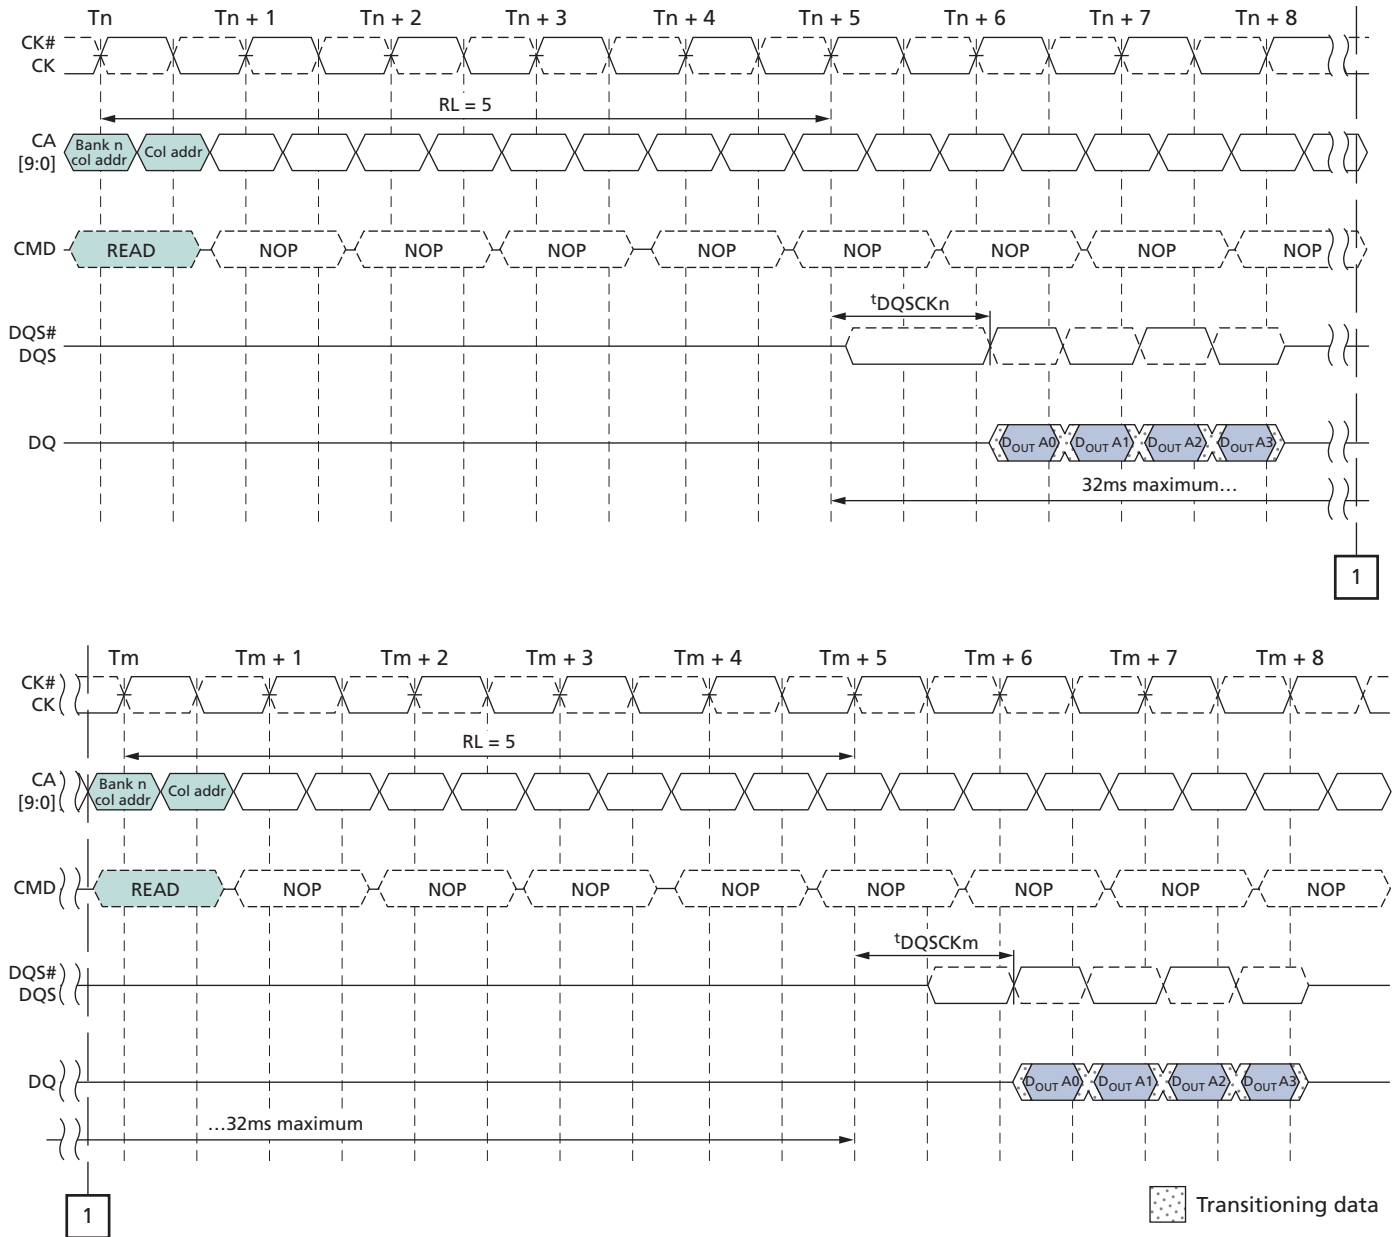 Tn Tn + 1 Tn + 2 Tn + 3 Tn + 4 Tn + 5 Tn + 6 Tn + 7 Tn + 8
CK#
CK
RL = 5
CA
[9:0]
Bank n
col addr
Col addr
CMD READ NOP NOP NOP NOP NOP NOP NOP NOP
tDQSCKn
DQS#
DQS
DQ DOUT A0 DOUT A1 DOUT A2 DOUT A3
32ms maximum…
1
Tm Tm + 1 Tm + 2 Tm + 3 Tm + 4 Tm + 5 Tm + 6 Tm + 7 Tm + 8
CK#
CK
RL = 5
CA
[9:0]
Bank n
col addr
Col addr
CMD READ NOP NOP NOP NOP NOP NOP NOP NOP
tDQSCKm
DQS#
DQS
DQ DOUT A0 DOUT A1 DOUT A2 DOUT A3
…32ms maximum
1
Transitioning data